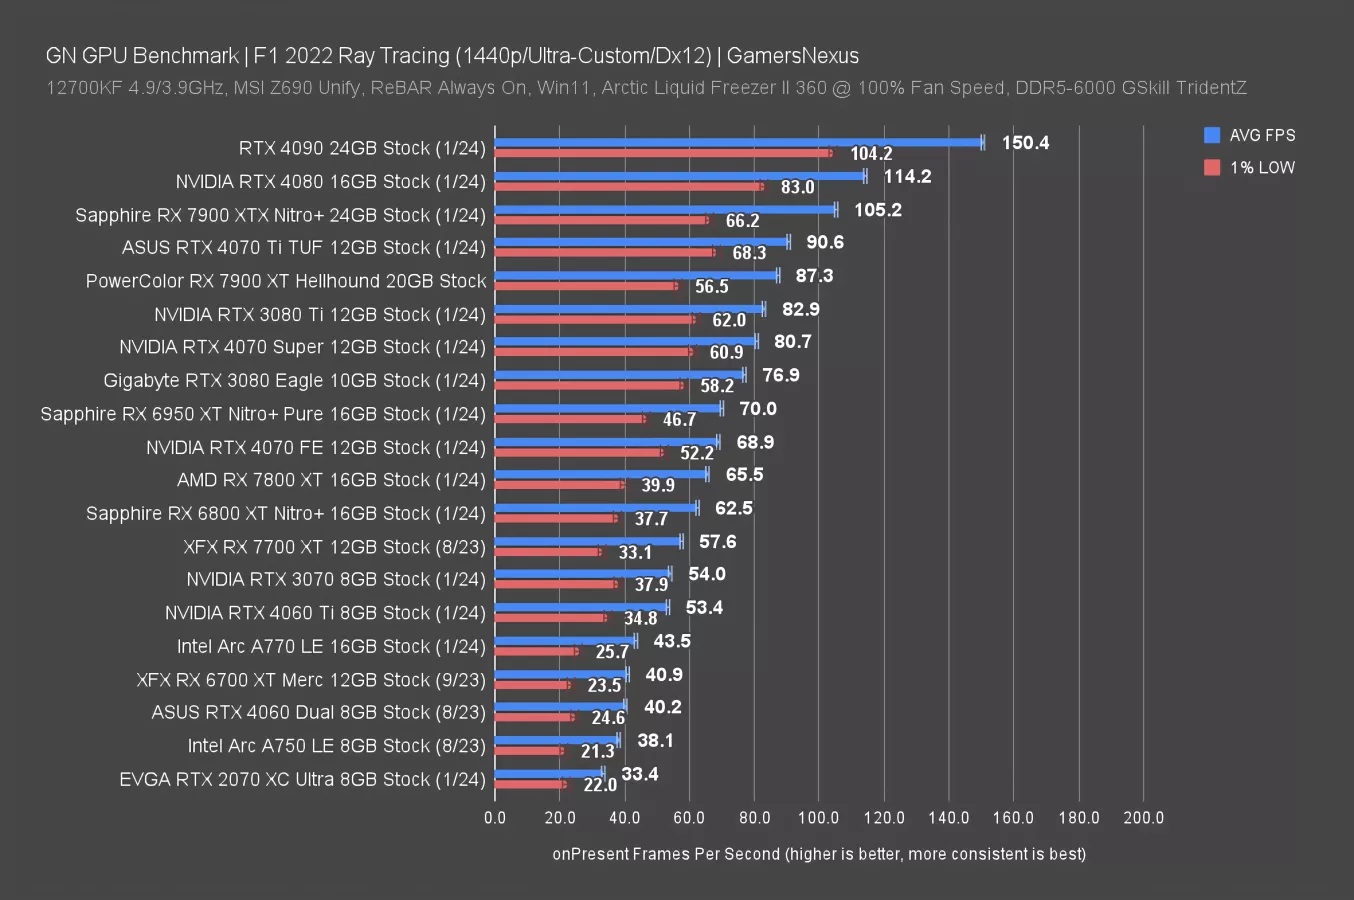 GN GPU Benchmark | F1 2022 Ray Tracing (1440p/Ultra-Custom/Dx12) | GamersNexus
12700KF 4.9/3.9GHz, MSI Z690 Unify, ReBAR Always On, Win11, Arctic Liquid Freezer II 360 @ 100% Fan Speed, DDR5-6000 GSkill TridentZ
AVG FPS
1% LOW
RTX 4090 24GB Stock (1/24) 150.4 104.2
NVIDIA RTX 4080 16GB Stock (1/24) 114.2 83.0
Sapphire RX 7900 XTX Nitro+ 24GB Stock (1/24) 105.2 66.2
ASUS RTX 4070 Ti TUF 12GB Stock (1/24) 90.6 68.3
PowerColor RX 7900 XT Hellhound 20GB Stock 87.3 56.5
NVIDIA RTX 3080 Ti 12GB Stock (1/24) 82.9 62.0
NVIDIA RTX 4070 Super 12GB Stock (1/24) 80.7 60.9
Gigabyte RTX 3080 Eagle 10GB Stock (1/24) 76.9 58.2
Sapphire RX 6950 XT Nitro+ Pure 16GB Stock (1/24) 70.0 46.7
NVIDIA RTX 4070 FE 12GB Stock (1/24) 68.9 52.2
AMD RX 7800 XT 16GB Stock (1/24) 65.5 39.9
Sapphire RX 6800 XT Nitro+ 16GB Stock (1/24) 62.5 37.7
XFX RX 7700 XT 12GB Stock (8/23) 57.6 33.1
NVIDIA RTX 3070 8GB Stock (1/24) 54.0 37.9
NVIDIA RTX 4060 Ti 8GB Stock (1/24) 53.4 34.8
Intel Arc A770 LE 16GB Stock (1/24) 43.5 25.7
XFX RX 6700 XT Merc 12GB Stock (9/23) 40.9 23.5
ASUS RTX 4060 Dual 8GB Stock (8/23) 40.2 24.6
Intel Arc A750 LE 8GB Stock (8/23) 38.1 21.3
EVGA RTX 2070 XC Ultra 8GB Stock (1/24) 33.4 22.0
0.0 20.0 40.0 60.0 80.0 100.0 120.0 140.0 160.0 180.0 200.0
onPresent Frames Per Second (higher is better, more consistent is best)